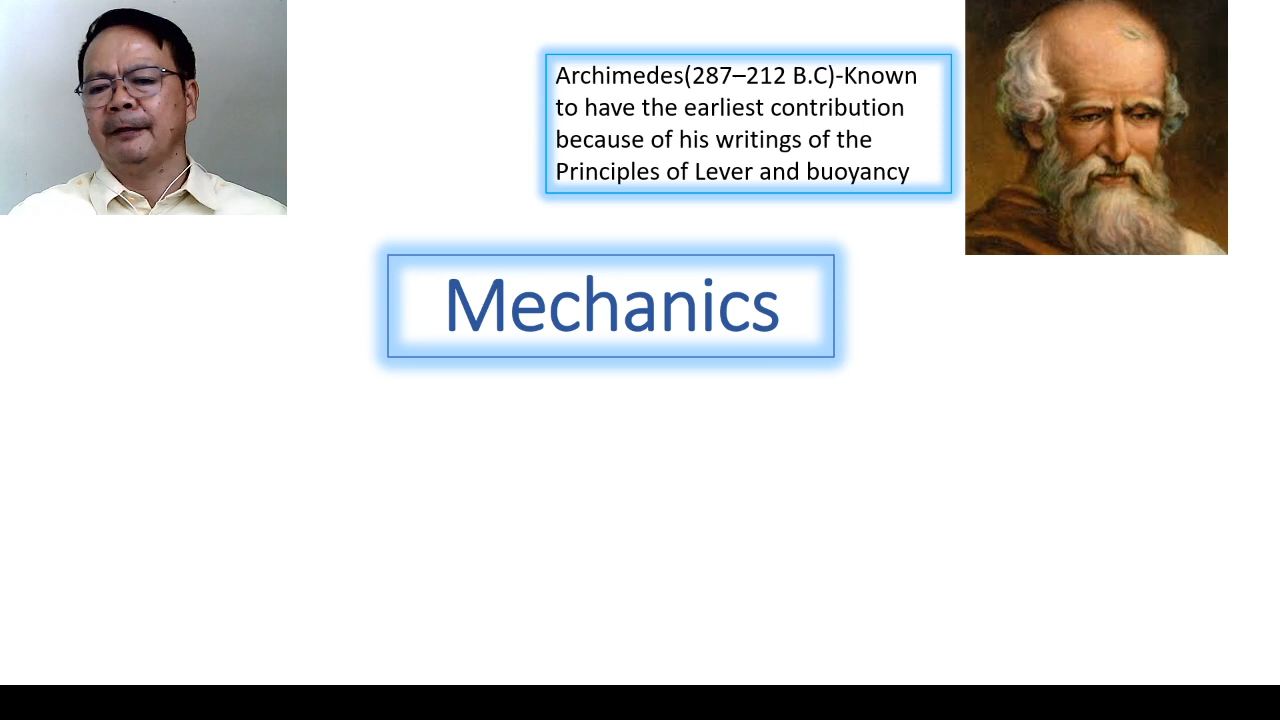 Archimedes(287–212 B.C)-Known
to have the earliest contribution
because of his writings of the
Principles of Lever and buoyancy
Mechanics